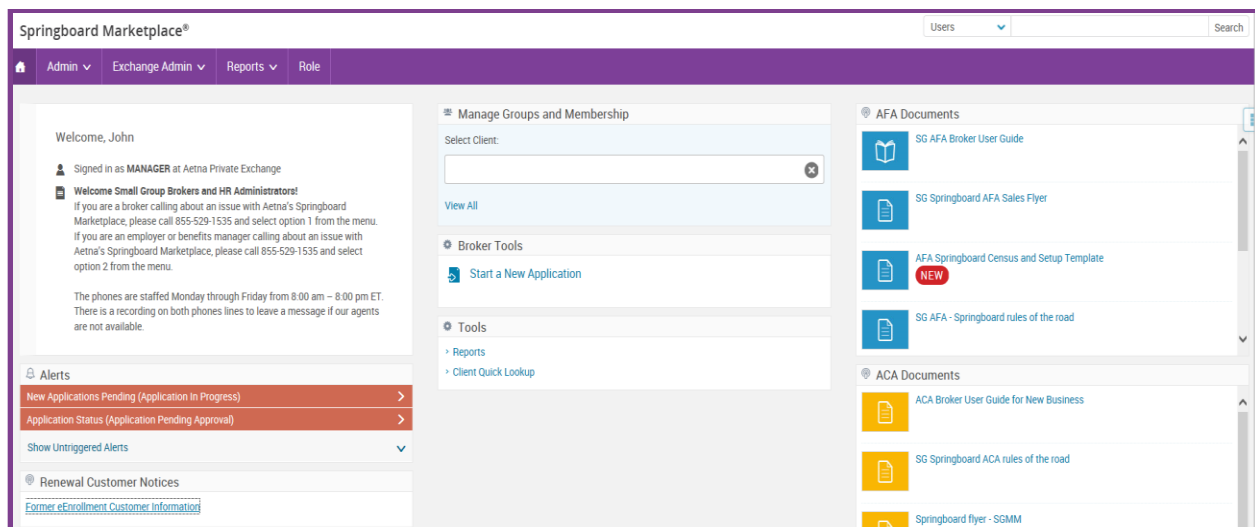 Springboard Marketplace®
Users
Search
Admin
Exchange Admin
Reports
Role
Welcome, John
Signed in as MANAGER at Aetna Private Exchange
Welcome Small Group Brokers and HR Administrators!
If you are a broker calling about an issue with Aetna's Springboard
Marketplace, please call 855-529-1535 and select option 1 from the menu.
If you are an employer or benefits manager calling about an issue with
Aetna's Springboard Marketplace, please call 855-529-1535 and select
option 2 from the menu.
The phones are staffed Monday through Friday from 8:00 am – 8:00 pm ET.
There is a recording on both phones lines to leave a message if our agents
are not available.
Alerts
New Applications Pending (Application In Progress)
Application Status (Application Pending Approval)
Show Untriggered Alerts
Renewal Customer Notices
Former eEnrollment Customer Information
Manage Groups and Membership
Select Client:
View All
Broker Tools
Start a New Application
Tools
Reports
Client Quick Lookup
AFA Documents
SG AFA Broker User Guide
SG Springboard AFA Sales Flyer
AFA Springboard Census and Setup Template
NEW
SG AFA - Springboard rules of the road
ACA Documents
ACA Broker User Guide for New Business
SG Springboard ACA rules of the road
Springboard flyer - SGMM